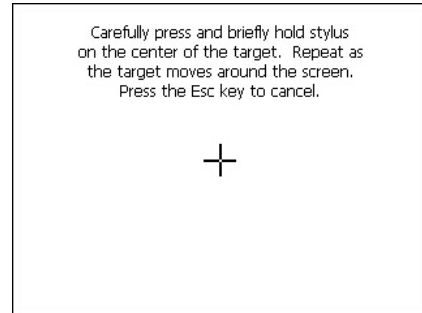 Carefully press and briefly hold stylus
on the center of the target.  Repeat as
the target moves around the screen.
Press the Esc key to cancel.